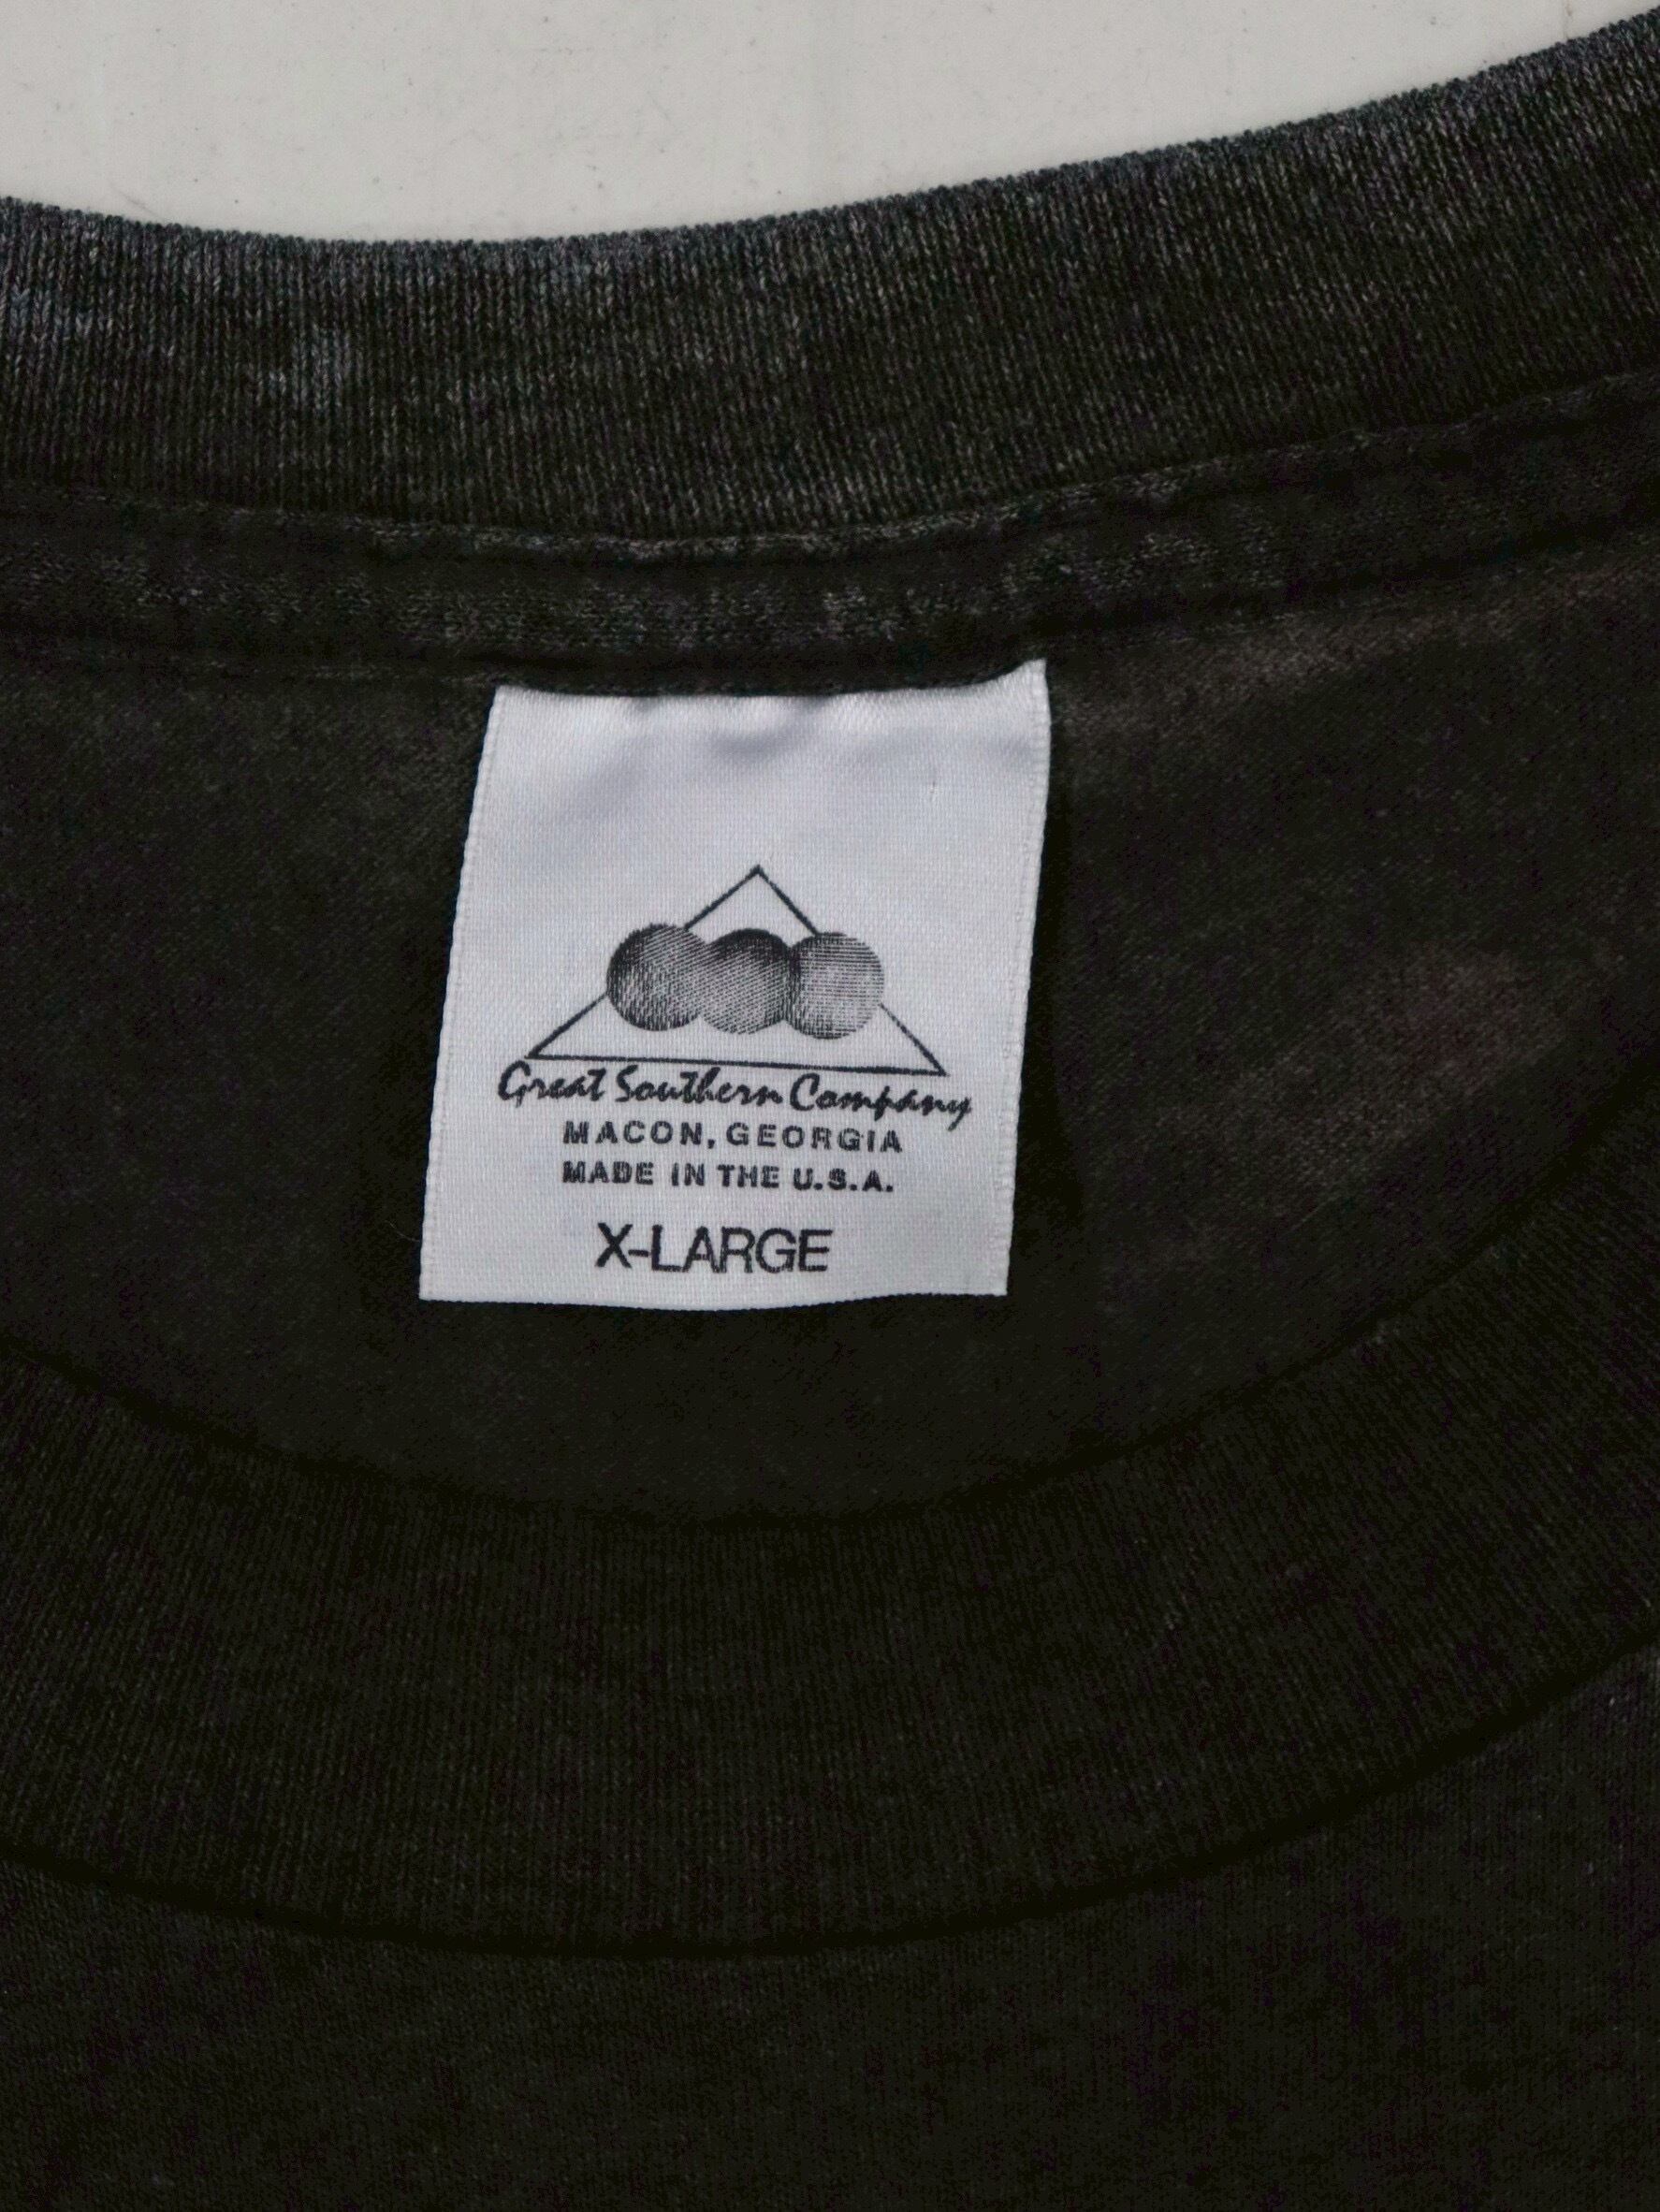 Great Southern Company
MACON, GEORGIA
MADE IN THE U.S.A.
X-LARGE